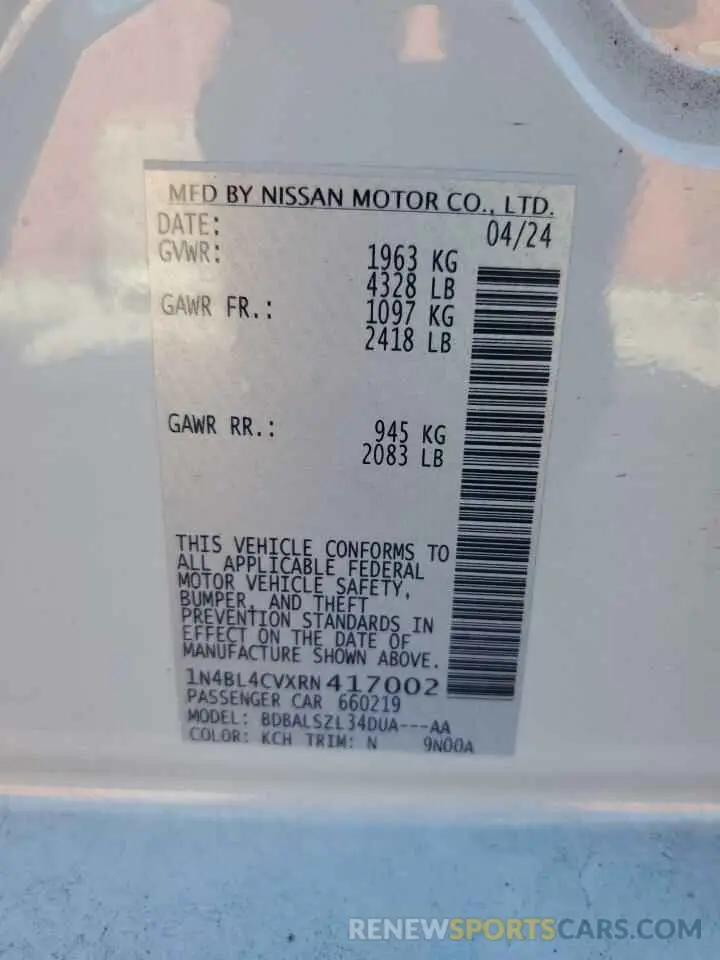 MFD BY NISSAN MOTOR CO., LTD.
DATE: 04/24
GVWR: 1963 KG
4328 LB
GAWR FR.: 1097 KG
2418 LB
GAWR RR.: 945 KG
2083 LB
THIS VEHICLE CONFORMS TO
ALL APPLICABLE FEDERAL
MOTOR VEHICLE SAFETY,
BUMPER, AND THEFT
PREVENTION STANDARDS IN
EFFECT ON THE DATE OF
MANUFACTURE SHOWN ABOVE.
1N4BL4CVXRN417002
PASSENGER CAR 660219
MODEL: BDBALSZL34DUA---AA
COLOR: KCH TRIM: N 9N00A
RENEWSPORTSCARS.COM